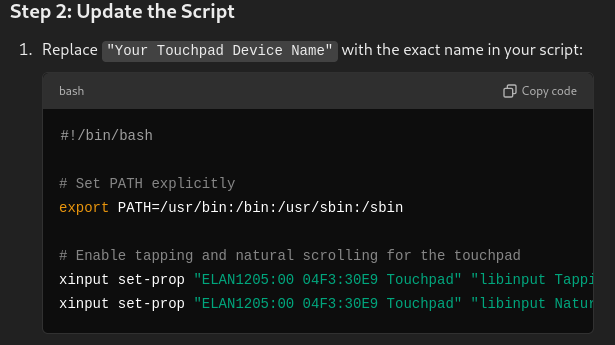 Step 2: Update the Script
1. Replace "Your Touchpad Device Name" with the exact name in your script:
bash Copy code
#!/bin/bash
# Set PATH explicitly
export PATH=/usr/bin:/bin:/usr/sbin:/sbin
# Enable tapping and natural scrolling for the touchpad
xinput set-prop "ELAN1205:00 04F3:30E9 Touchpad" "libinput Tappi
xinput set-prop "ELAN1205:00 04F3:30E9 Touchpad" "libinput Natur